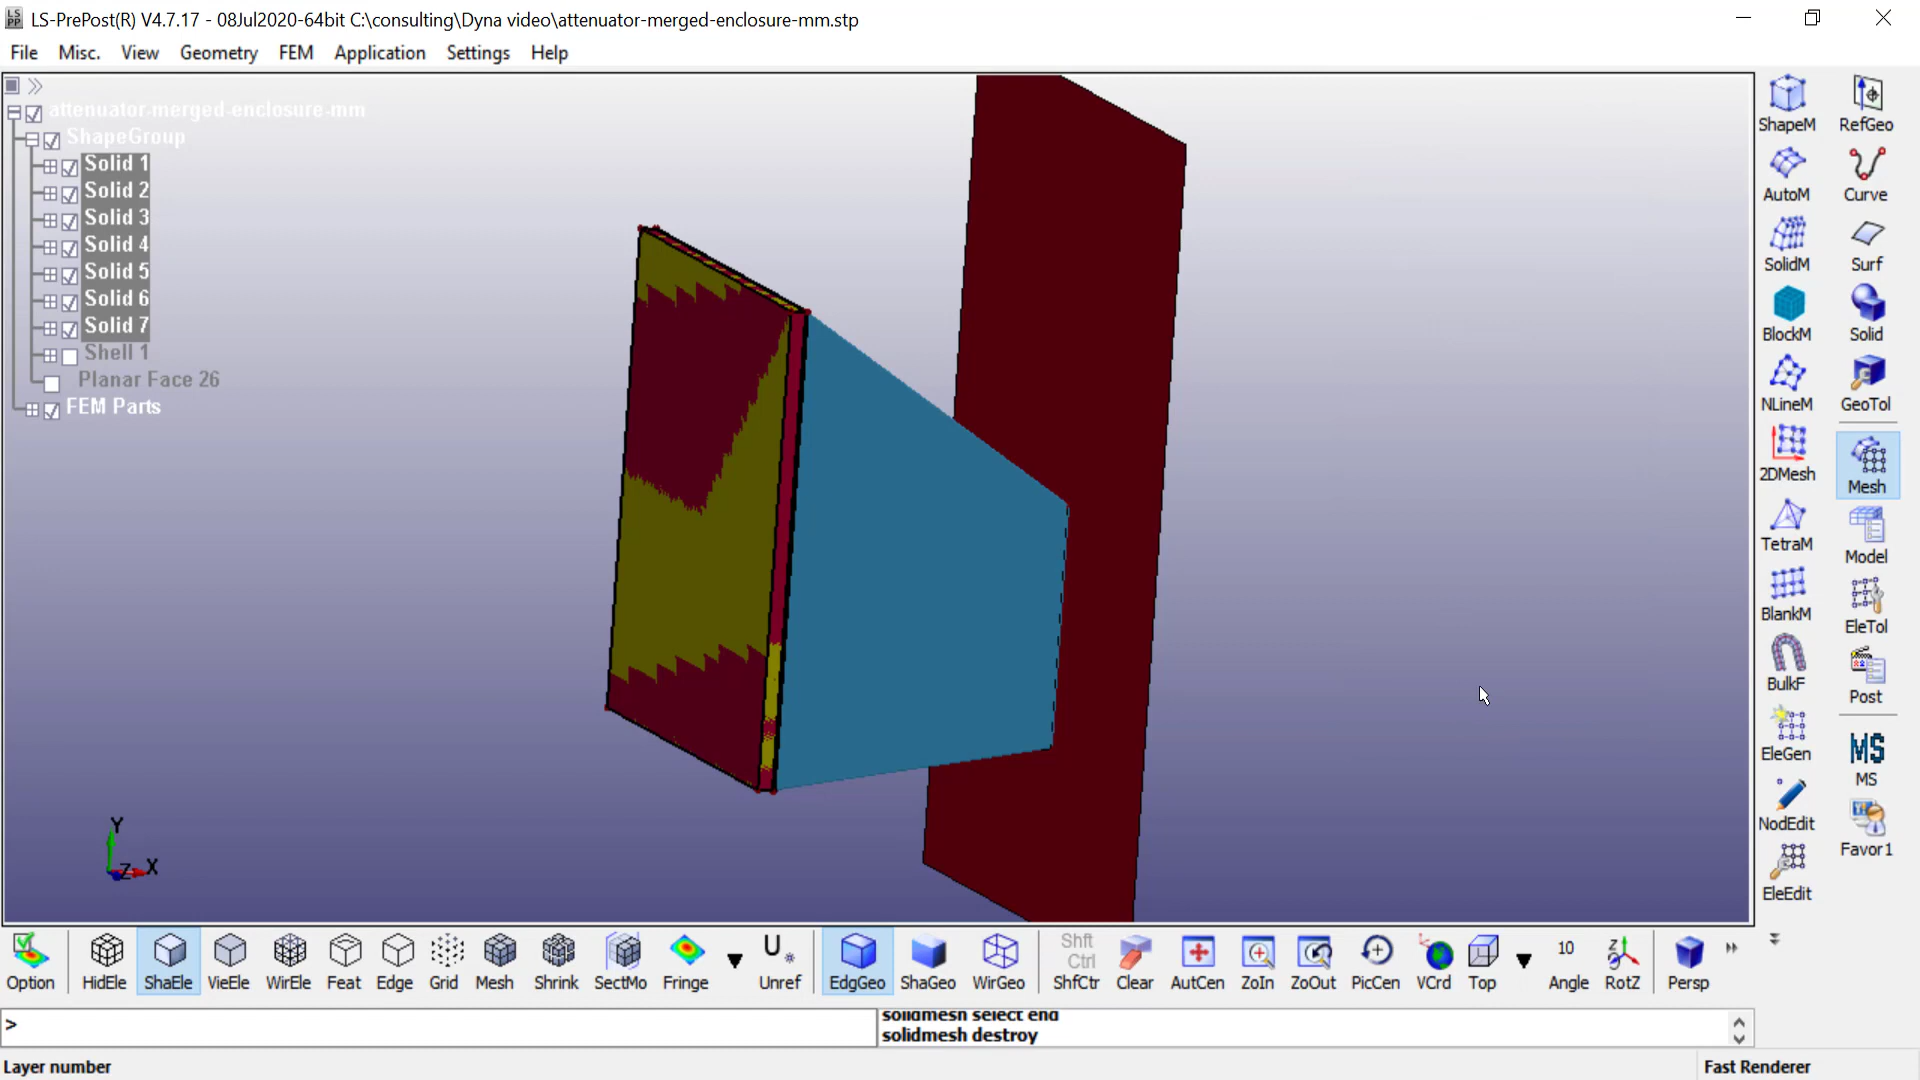 LS-PrePost(R) V4.7.17 - 08Jul2020-64bit C:\consulting\Dyna video\attenuator-merged-enclosure-mm.stp
File Misc. View Geometry FEM Application Settings Help
attenuator-merged-enclosure-mm
ShapeGroup
Solid 1
Solid 2
Solid 3
Solid 4
Solid 5
Solid 6
Solid 7
Shell 1
Planar Face 26
FEM Parts
Y
Z X
ShapeM RefGeo
AutoM Curve
SolidM Surf
BlockM Solid
NLineM GeoTol
2DMesh Mesh
TetraM Model
BlankM EleTol
BulkF Post
EleGen MS
MS
NodEdit Favor1
EleEdit
Shft
Ctrl
U
10
Z
Option HidEle ShaEle VieEle WirEle Feat Edge Grid Mesh Shrink SectMo Fringe Unref EdgGeo ShaGeo WirGeo ShfCtr Clear AutCen ZoIn ZoOut PicCen VCrd Top Angle RotZ Persp
>
solidmesh select end
solidmesh destroy
Layer number
Fast Renderer